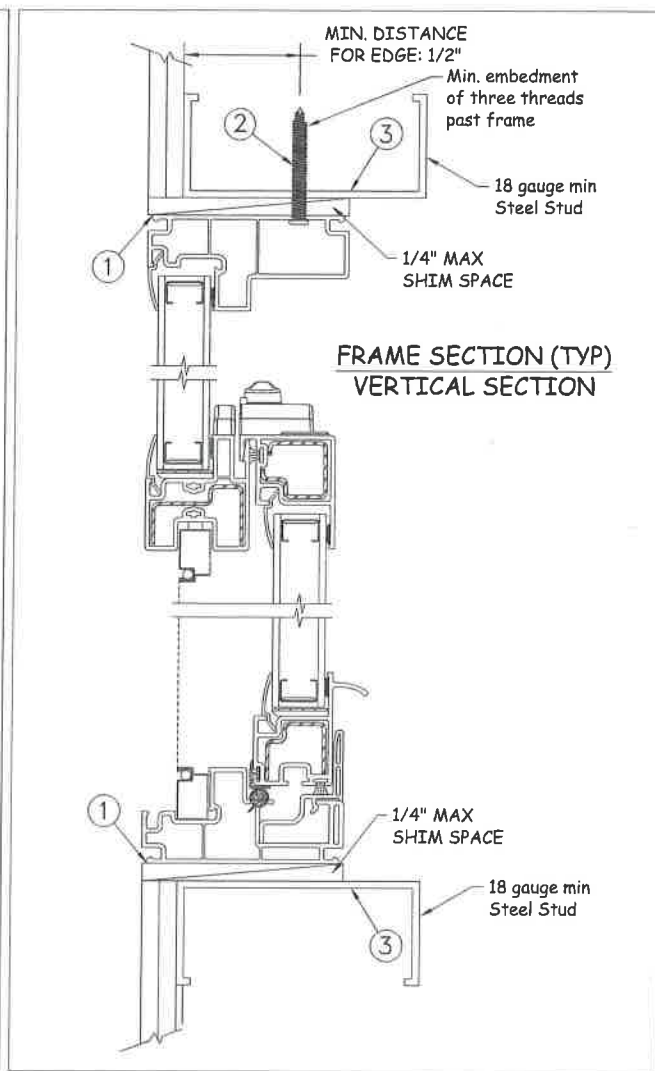 MIN. DISTANCE
FOR EDGE: 1/2"
Min. embedment
of three threads
past frame
2
3
18 gauge min
Steel Stud
1
1/4" MAX
SHIM SPACE
FRAME SECTION (TYP)
VERTICAL SECTION
1
1/4" MAX
SHIM SPACE
18 gauge min
Steel Stud
3